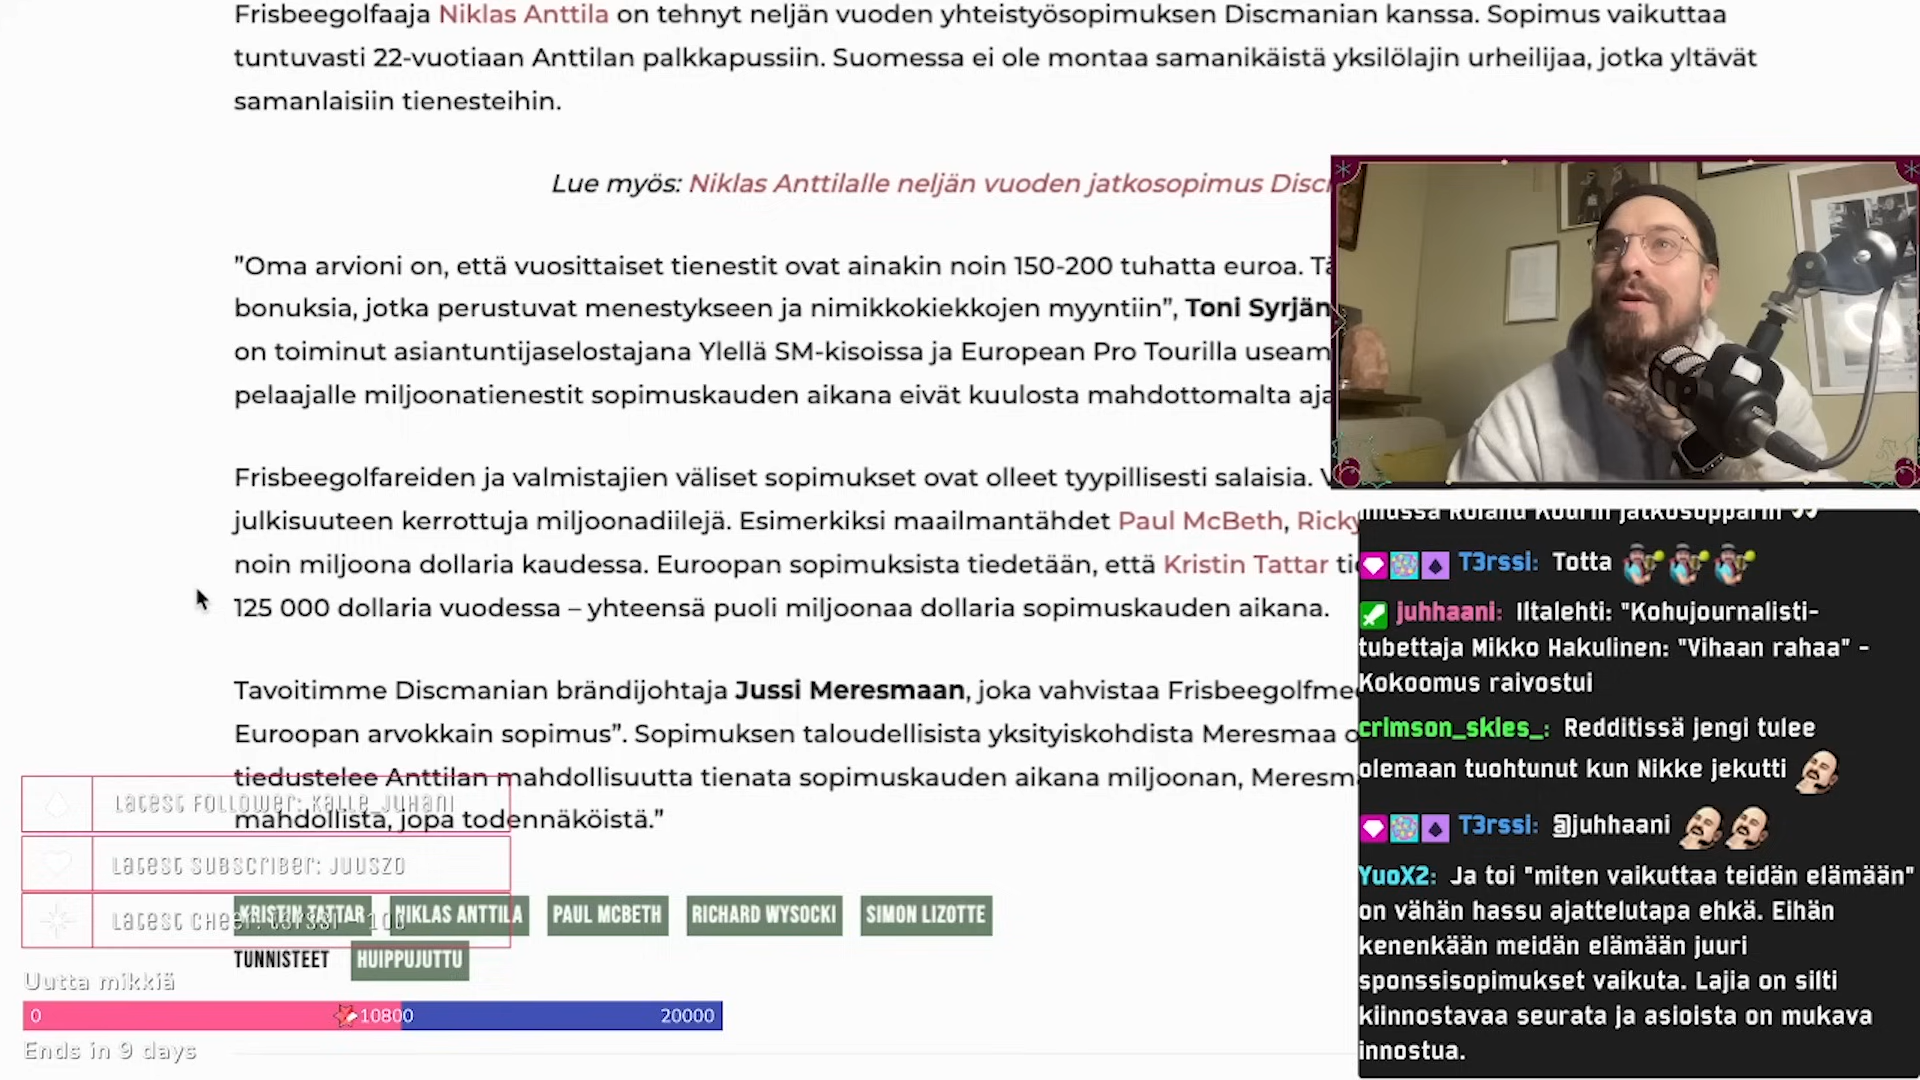 Frisbeegolfaaja Niklas Anttila on tehnyt neljän vuoden yhteistyösopimuksen Discmanian kanssa. Sopimus vaikuttaa
tuntuvasti 22-vuotiaan Anttilan palkkapussiin. Suomessa ei ole montaa samanikäistä yksilölajin urheilijaa, jotka yltävät
samanlaisiin tienesteihin.
Lue myös: Niklas Anttilalle neljän vuoden jatkosopimus
"Oma arvioni on, että vuosittaiset tienestit ovat ainakin noin 150-200 tuhatta euroa.
bonuksia, jotka perustuvat menestykseen ja nimikkokiekkojen myyntiin", Toni
on toiminut asiantuntijaselostajana Ylellä SM-kisoissa ja European Pro Tourilla
pelaajalle miljoonatienestit sopimuskauden aikana eivät kuulosta mahdottomalta
Frisbeegolfareiden ja valmistajien väliset sopimukset ovat olleet tyypillisesti salaisia.
julkisuuteen kerrottuja miljoonadiilejä. Esimerkiksi maailmantähdet Paul McBeth, Ricky
noin miljoona dollaria kaudessa. Euroopan sopimuksista tiedetään, että Kristin Tattar
125 000 dollaria vuodessa – yhteensä puoli miljoonaa dollaria sopimuskauden aikana.
Tavoitimme Discmanian brändijohtaja Jussi Meresmaan, joka vahvistaa
Euroopan arvokkain sopimus". Sopimuksen taloudellisista yksityiskohdista Meresmaa
tiedustelee Anttilan mahdollisuutta tienata sopimuskauden aikana miljoonan,
mahdollista, jopa todennäköistä."
Latest Follower: Kalle_Juhani
Latest Subscriber: Juuszo
Latest Cheer: t3rssi - 100
KRISTIN TATTAR NIKLAS ANTTILA PAUL MCBETH RICHARD WYSOCKI SIMON LIZOTTE
TUNNISTEET HUIPPUJUTTU
Uutta mikkiä
0 10800 20000
Ends in 9 days
T3rssi: Totta
juhhaani: Iltalehti: "Kohujournalisti-
tubettaja Mikko Hakulinen: "Vihaan rahaa" -
Kokoomus raivostui
crimson_skies_: Redditissä jengi tulee
olemaan tuohtunut kun Nikke jekutti
T3rssi: @juhhaani
YuoX2: Ja toi "miten vaikuttaa teidän elämään"
on vähän hassu ajattelutapa ehkä. Eihän
kenenkään meidän elämään juuri
sponssisopimukset vaikuta. Lajia on silti
kiinnostavaa seurata ja asioista on mukava
innostua.